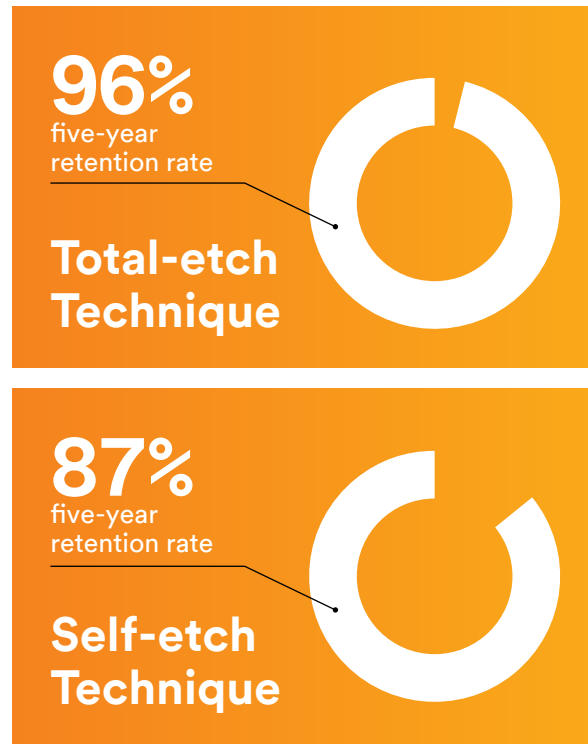 96%
five-year
retention rate
Total-etch
Technique
87%
five-year
retention rate
Self-etch
Technique